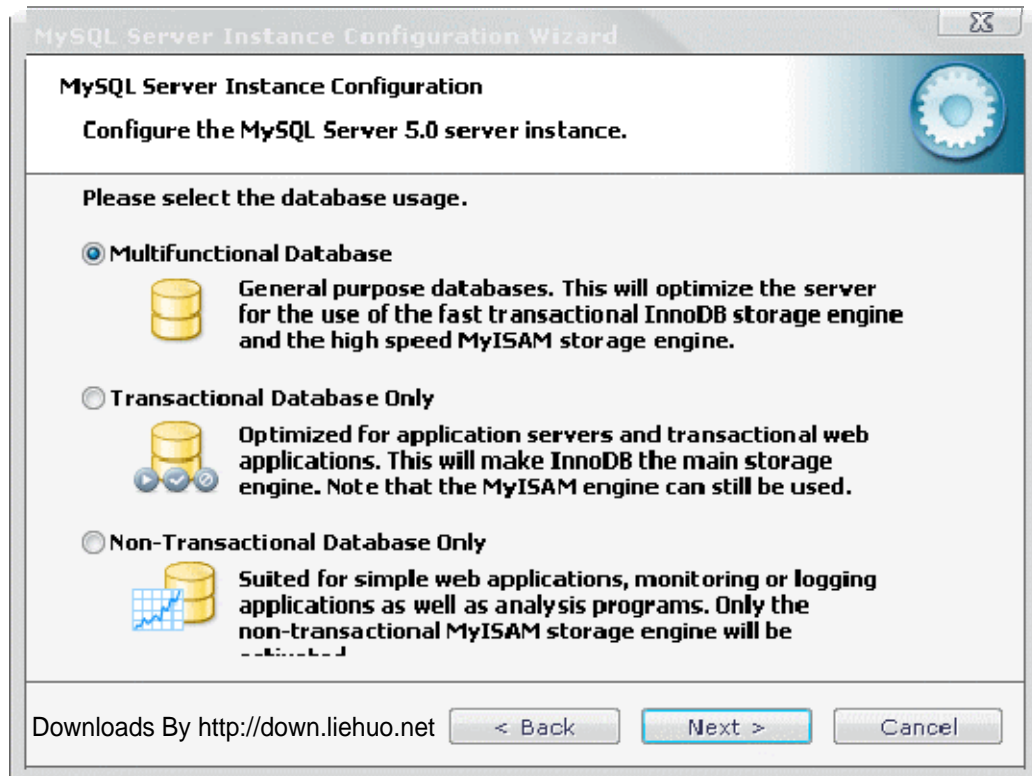 MySQL Server Instance Configuration Wizard
MySQL Server Instance Configuration
Configure the MySQL Server 5.0 server instance.
Please select the database usage.
Multifunctional Database
General purpose databases. This will optimize the server
for the use of the fast transactional InnoDB storage engine
and the high speed MyISAM storage engine.
Transactional Database Only
Optimized for application servers and transactional web
applications. This will make InnoDB the main storage
engine. Note that the MyISAM engine can still be used.
Non-Transactional Database Only
Suited for simple web applications, monitoring or logging
applications as well as analysis programs. Only the
non-transactional MyISAM storage engine will be
Downloads By http://down.liehuo.net
< Back
Next >
Cancel